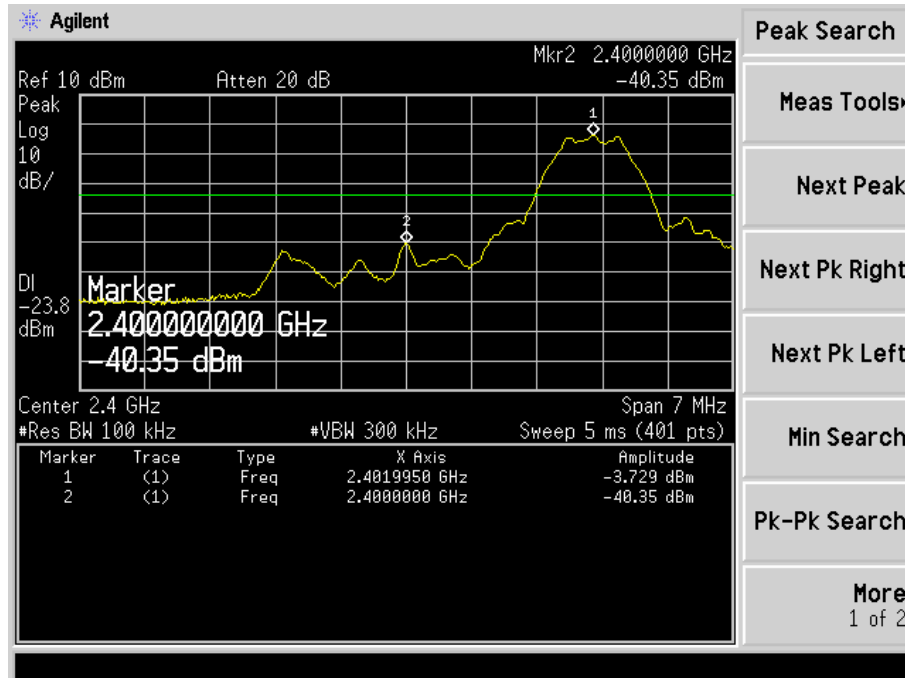 Agilent
Mkr2 2.4000000 GHz
Ref 10 dBm Atten 20 dB -40.35 dBm
Peak
Log
10
dB/
1
2
DI
-23.8
dBm
Marker
2.400000000 GHz
-40.35 dBm
Center 2.4 GHz Span 7 MHz
#Res BW 100 kHz #VBW 300 kHz Sweep 5 ms (401 pts)
Marker Trace Type X Axis Amplitude
1 (1) Freq 2.4019950 GHz -3.729 dBm
2 (1) Freq 2.4000000 GHz -40.35 dBm
Peak Search
Meas Tools
Next Peak
Next Pk Right
Next Pk Left
Min Search
Pk-Pk Search
More
1 of 2